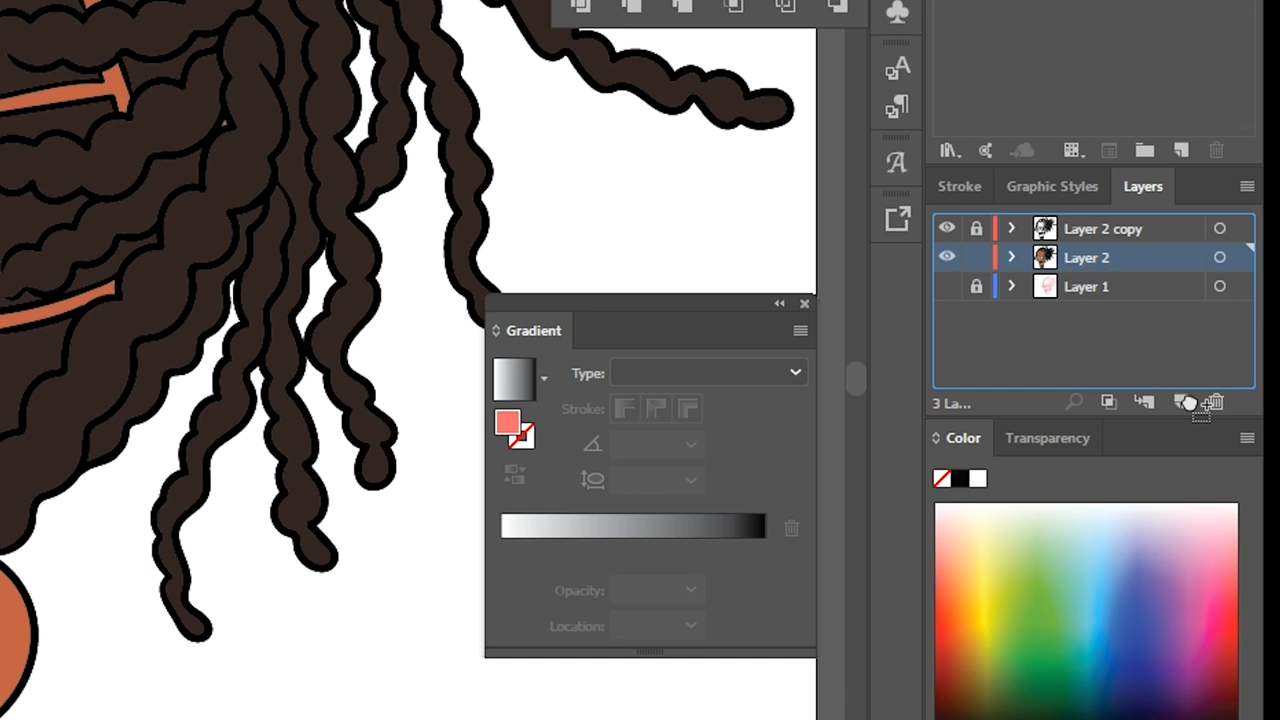 Stroke Graphic Styles Layers
Layer 2 copy
Layer 2
Layer 1
3 La...
Gradient
Type:
Stroke:
Opacity:
Location:
Color Transparency